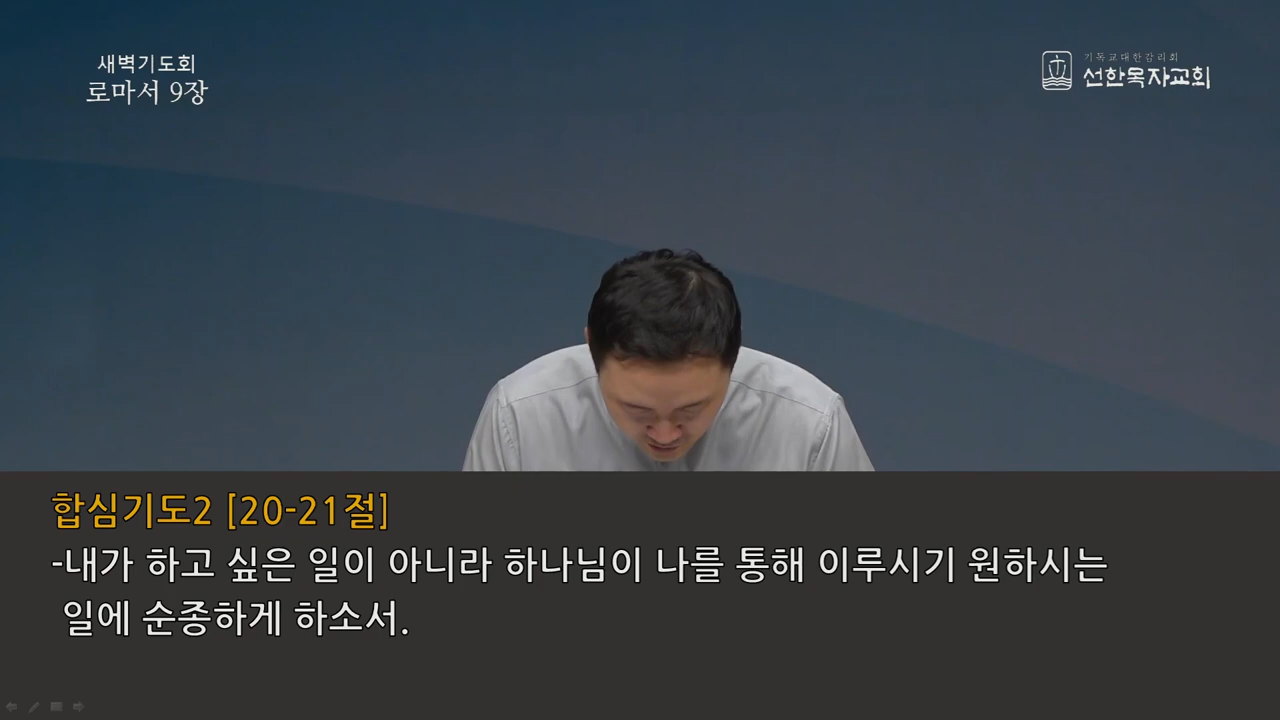 새벽기도회
로마서 9장
기독교대한감리회
선한목자교회
합심기도2 [20-21절]
-내가 하고 싶은 일이 아니라 하나님이 나를 통해 이루시기 원하시는
일에 순종하게 하소서.